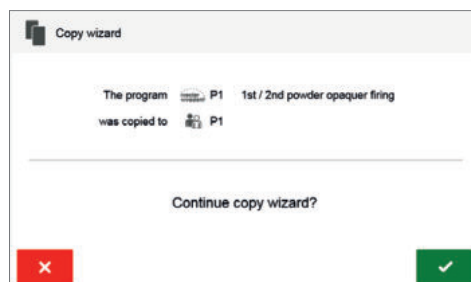 Copy wizard
The program P1 1st / 2nd powder opaquer firing
was copied to P1
Continue copy wizard?